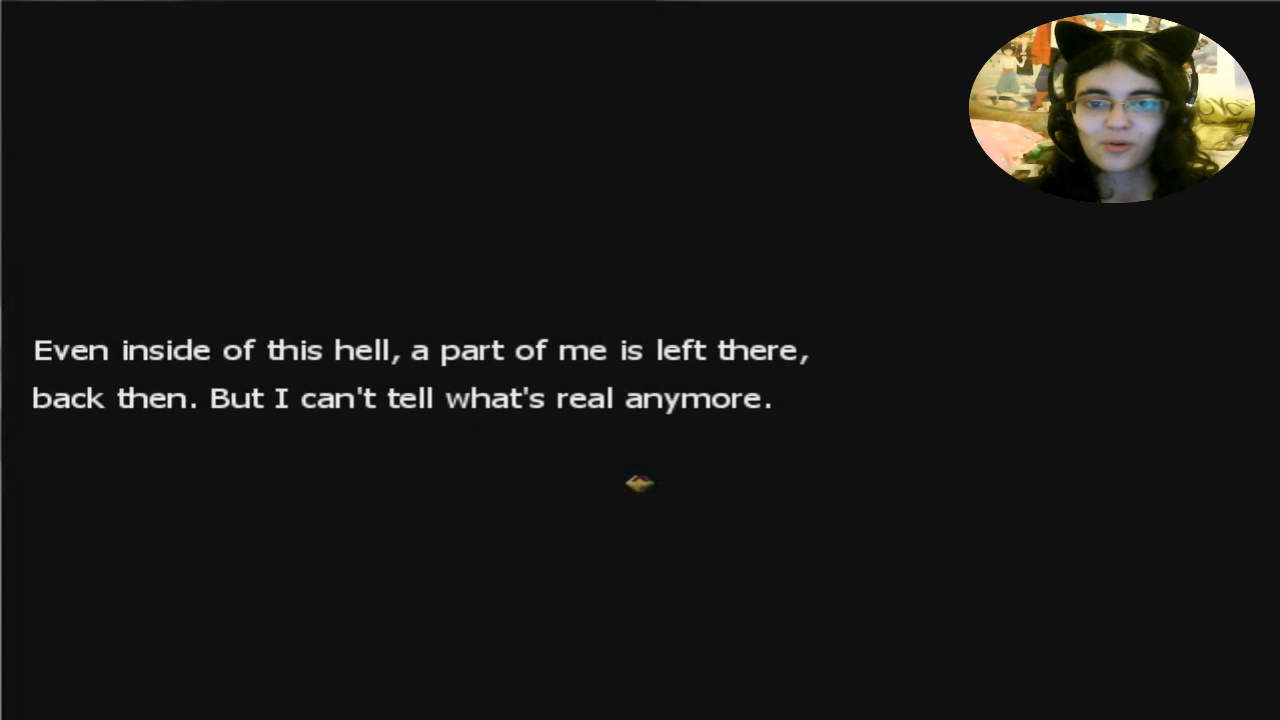 Even inside of this hell, a part of me is left there,
back then. But I can't tell what's real anymore.